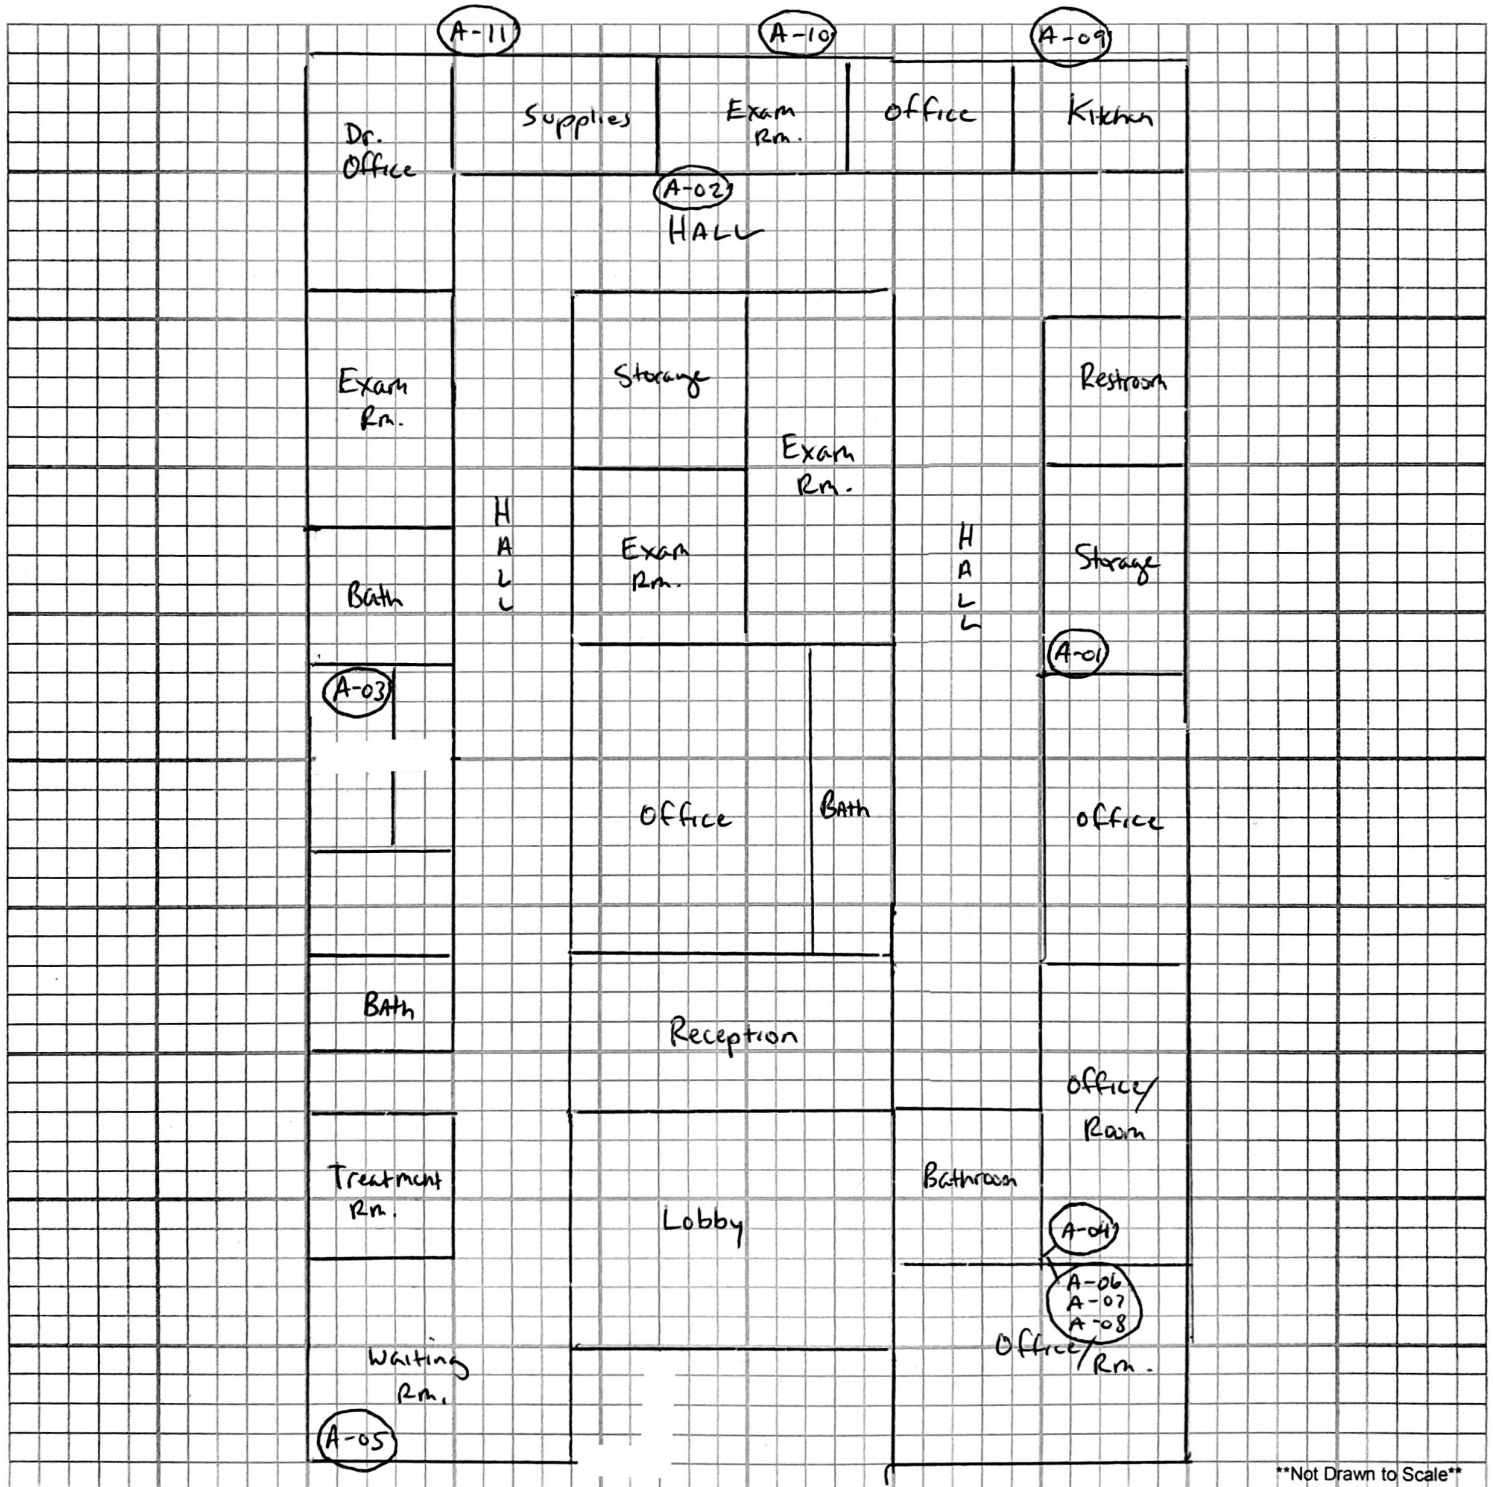 A-11
A-10
A-09
Supplies
Exam
Rm.
Office
Kitchen
Dr.
Office
A-02
HALL
Exam
Rm.
Storage
Exam
Rm.
Restroom
H
A
L
L
Exam
Rm.
H
A
L
L
Storage
Bath
A-01
A-03
Office
BAth
Office
BAth
Reception
Office/
Room
Treatment
Rm.
Lobby
Bathroom
A-04
A-06
A-07
A-08
Office/
Rm.
Waiting
Rm.
A-05
**Not Drawn to Scale**